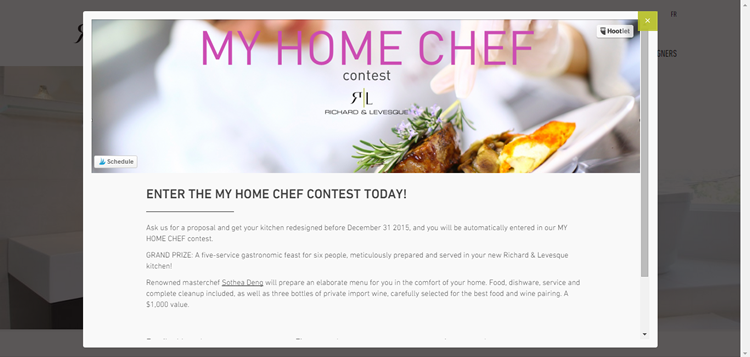 FR
Hootlet
MY HOME CHEF
IGNERS
contest
RL
RICHARD & LEVESQUE
Schedule
ENTER THE MY HOME CHEF CONTEST TODAY!
Ask us for a proposal and get your kitchen redesigned before December 31 2015, and you will be automatically entered in our MY
HOME CHEF contest.
GRAND PRIZE: A five-service gastronomic feast for six people, meticulously prepared and served in your new Richard & Levesque
kitchen!
Renowned masterchef Sothea Deng will prepare an elaborate menu for you in the comfort of your home. Food, dishware, service and
complete cleanup included, as well as three bottles of private import wine, carefully selected for the best food and wine pairing. A
$1,000 value.